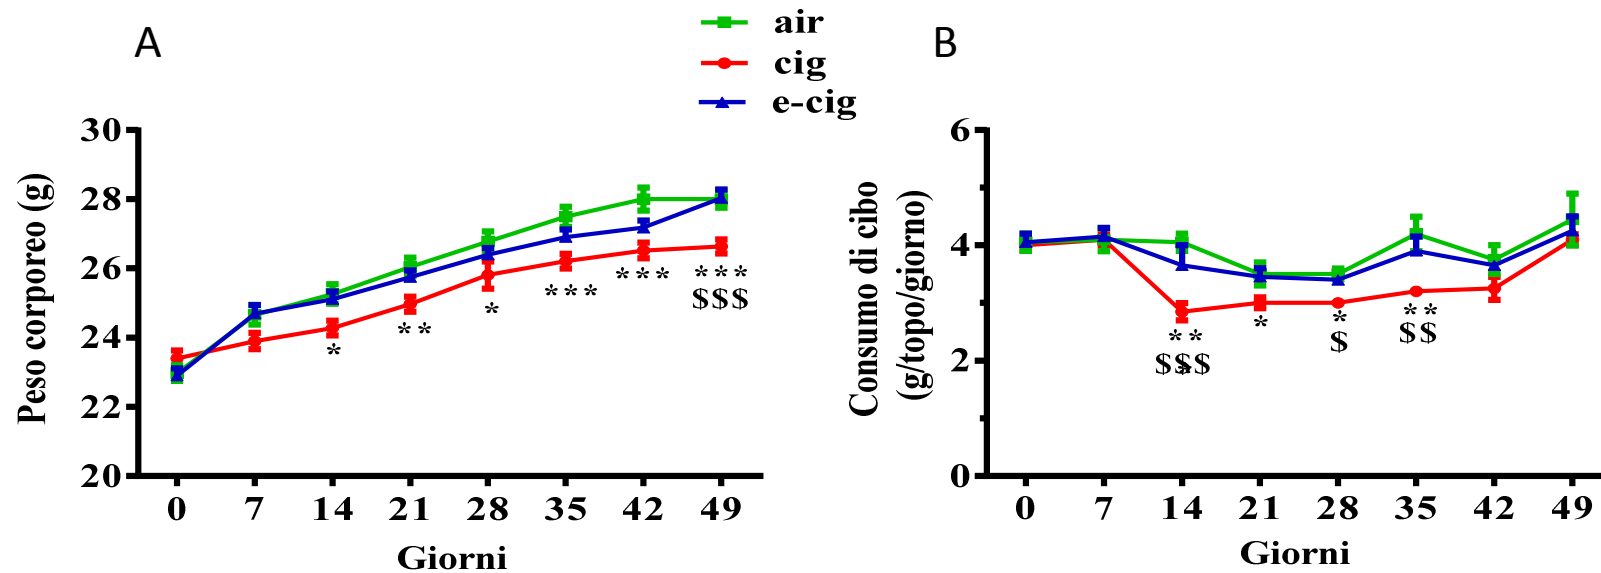 A
air
cig
e-cig
B
Peso corporeo (g)
30
28
26
24
22
20
*
**
*
***
***
***
$$$
0 7 14 21 28 35 42 49
Giorni
Consumo di cibo
(g/topo/giorno)
6
4
2
0
**
$$$
*
*
$
**
$$
0 7 14 21 28 35 42 49
Giorni